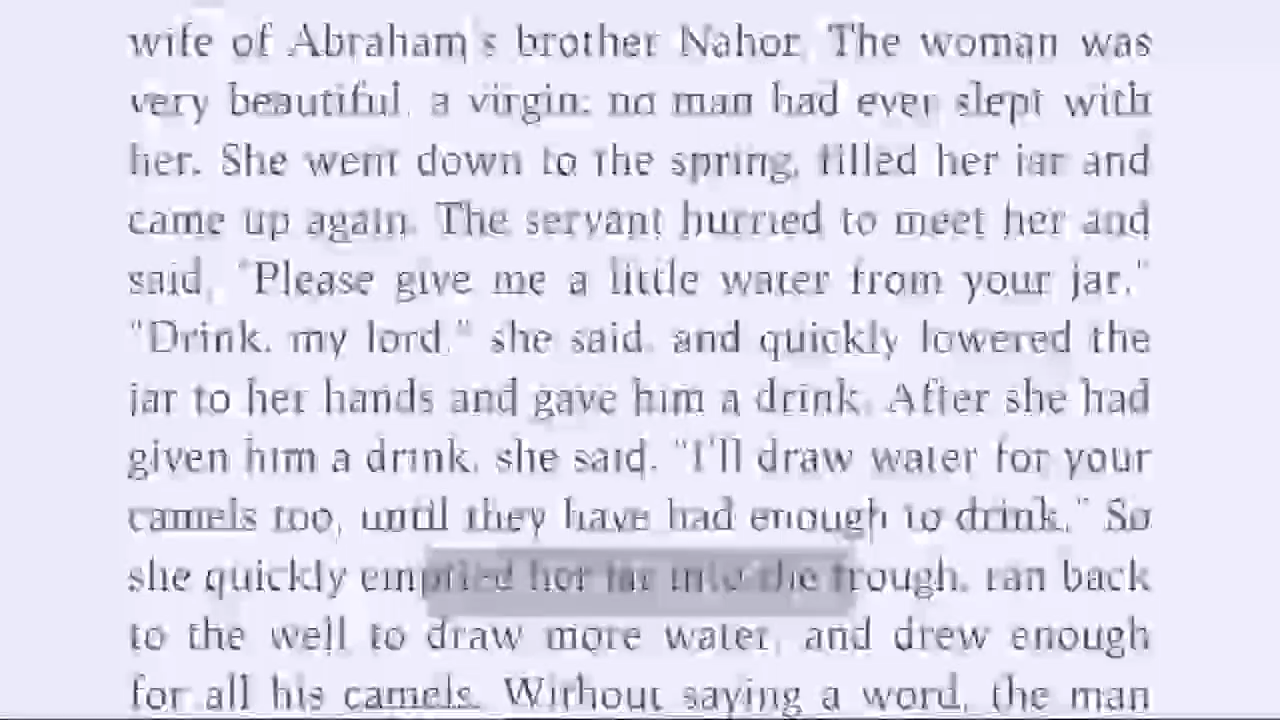 wife of Abraham's brother Nahor. The woman was
very beautiful, a virgin; no man had ever slept with
her. She went down to the spring, filled her jar and
came up again. The servant hurried to meet her and
said, "Please give me a little water from your jar."
"Drink, my lord," she said, and quickly lowered the
jar to her hands and gave him a drink. After she had
given him a drink, she said, "I'll draw water for your
camels too, until they have had enough to drink." So
she quickly emptied her jar into the trough, ran back
to the well to draw more water, and drew enough
for all his camels. Without saying a word, the man